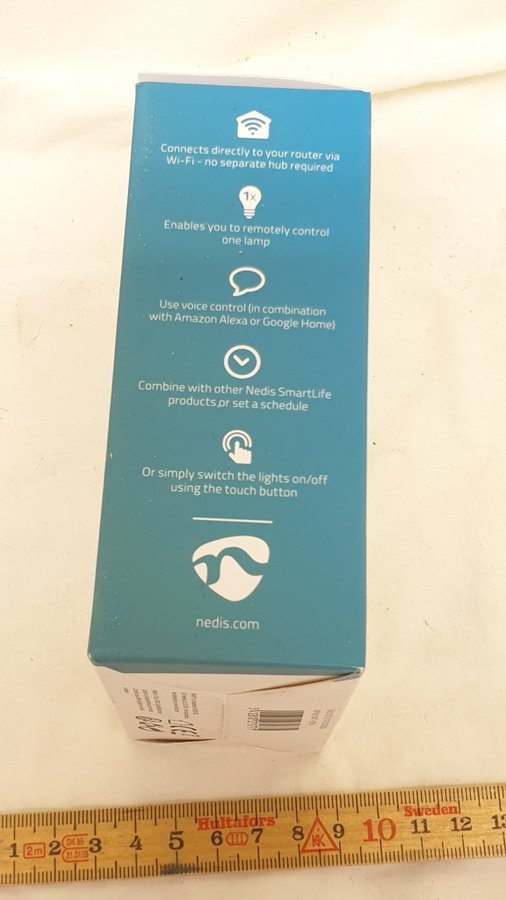 Connects directly to your router via
Wi-Fi - no separate hub required
1x
Enables you to remotely control
one lamp
Use voice control (in combination
with Amazon Alexa or Google Home)
Combine with other Nedis SmartLife
products or set a schedule
Or simply switch the lights on/off
using the touch button
nedis.com
Hultafors Sweden
1 2m 2 3 4 5 6 7 8 9 10 11 12 13